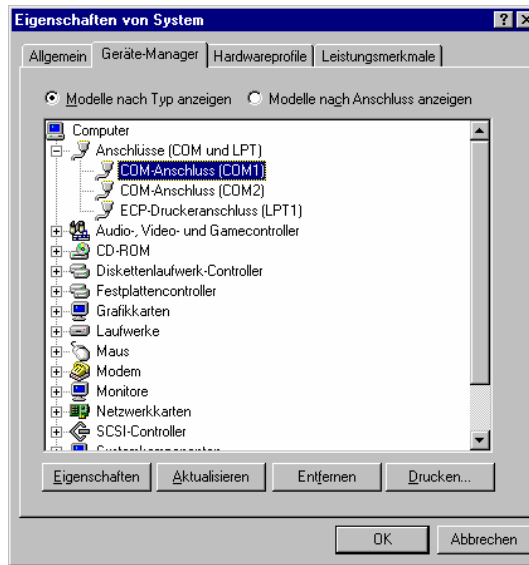 Eigenschaften von System
Allgemein Geräte-Manager Hardwareprofile Leistungsmerkmale
Modelle nach Typ anzeigen Modelle nach Anschluss anzeigen
Computer
Anschlüsse (COM und LPT)
COM-Anschluss (COM1)
COM-Anschluss (COM2)
ECP-Druckeranschluss (LPT1)
Audio-, Video- und Gamecontroller
CD-ROM
Diskettenlaufwerk-Controller
Festplattencontroller
Grafikkarten
Laufwerke
Maus
Modem
Monitore
Netzwerkkarten
SCSI-Controller
Systemkomponenten
Eigenschaften Aktualisieren Entfernen Drucken...
OK Abbrechen